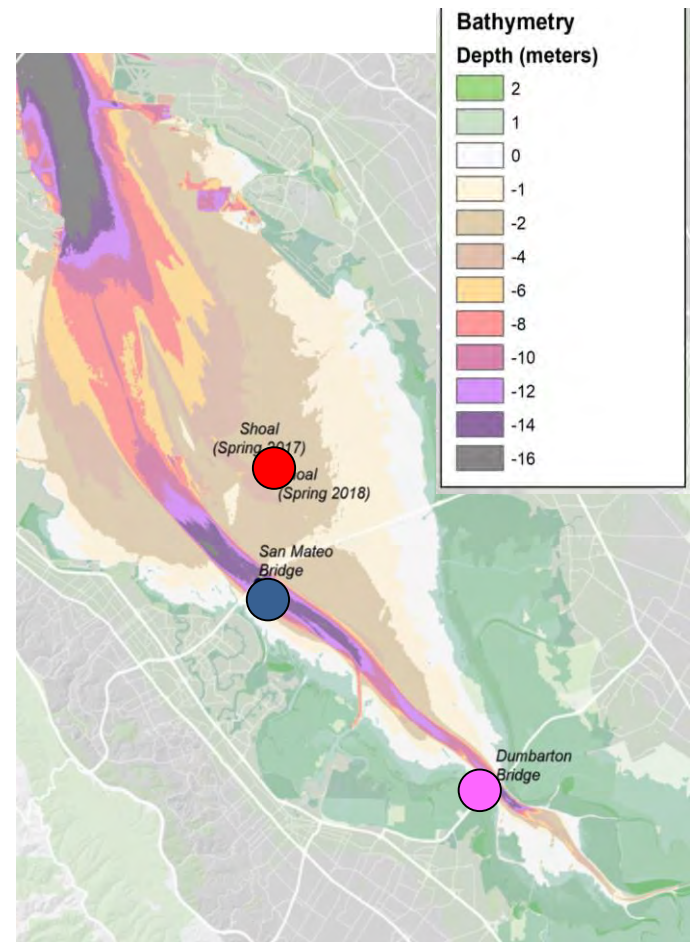 Bathymetry
Depth (meters)
2
1
0
-1
-2
-4
-6
-8
-10
-12
-14
-16
Shoal
(Spring 2017)
(Spring 2018)
San Mateo
Bridge
Dumbarton
Bridge